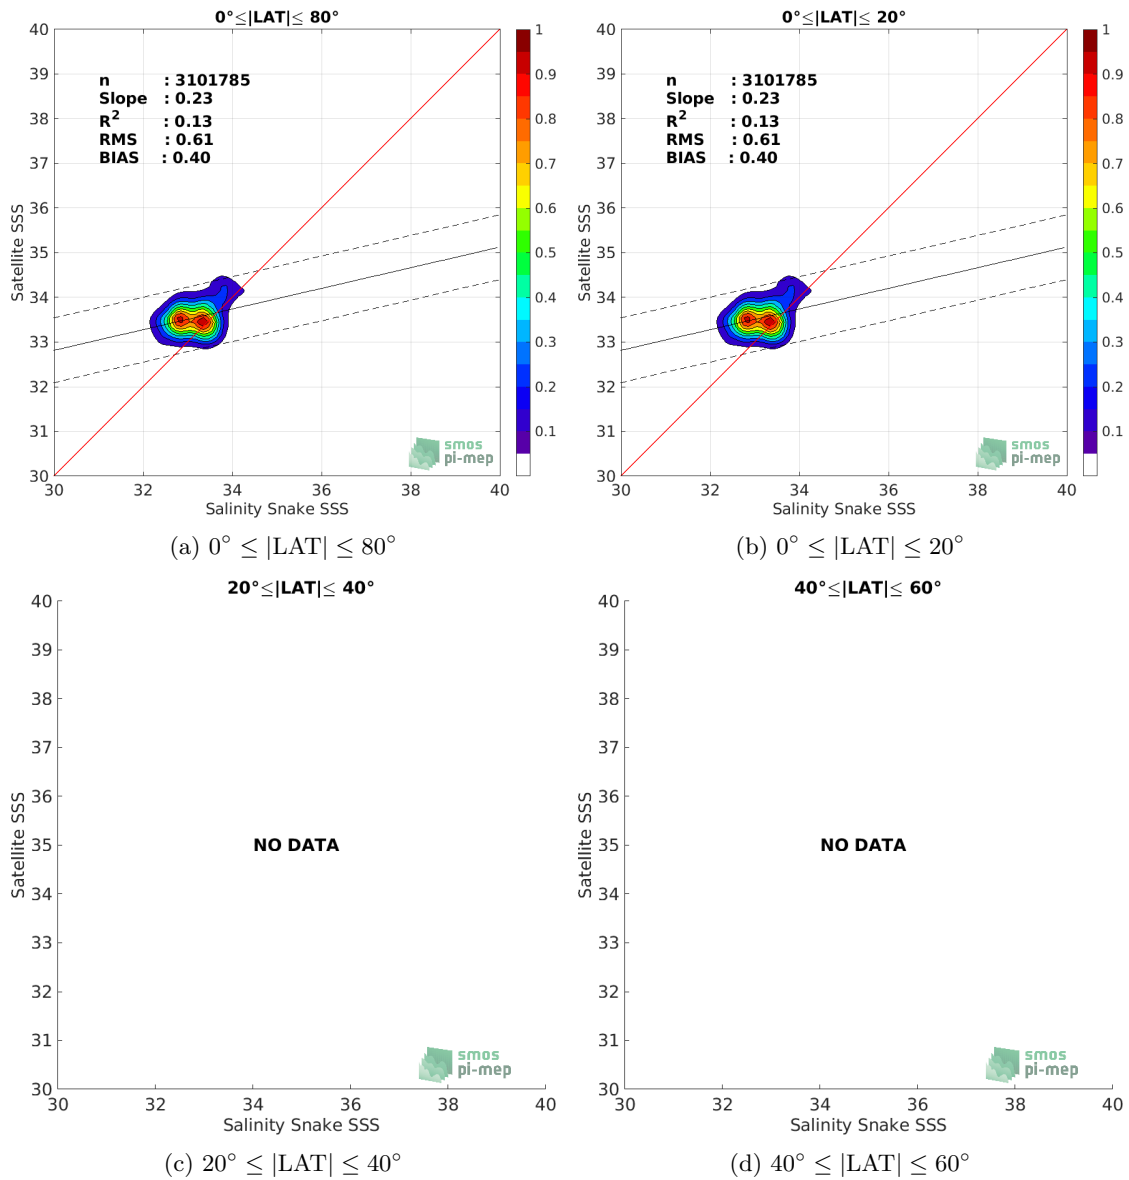 0°≤|LAT|≤ 80°
40
39
38
37
36
35
34
33
32
31
30
Satellite SSS
n : 3101785
Slope : 0.23
R² : 0.13
RMS : 0.61
BIAS : 0.40
smos
pi-mep
30 32 34 36 38 40
Salinity Snake SSS
1
0.9
0.8
0.7
0.6
0.5
0.4
0.3
0.2
0.1
(a) 0° ≤ |LAT| ≤ 80°
0°≤|LAT|≤ 20°
40
39
38
37
36
35
34
33
32
31
30
Satellite SSS
n : 3101785
Slope : 0.23
R² : 0.13
RMS : 0.61
BIAS : 0.40
smos
pi-mep
30 32 34 36 38 40
Salinity Snake SSS
1
0.9
0.8
0.7
0.6
0.5
0.4
0.3
0.2
0.1
(b) 0° ≤ |LAT| ≤ 20°
20°≤|LAT|≤ 40°
40
39
38
37
36
35
34
33
32
31
30
Satellite SSS
NO DATA
smos
pi-mep
30 32 34 36 38 40
Salinity Snake SSS
(c) 20° ≤ |LAT| ≤ 40°
40°≤|LAT|≤ 60°
40
39
38
37
36
35
34
33
32
31
30
Satellite SSS
NO DATA
smos
pi-mep
30 32 34 36 38 40
Salinity Snake SSS
(d) 40° ≤ |LAT| ≤ 60°